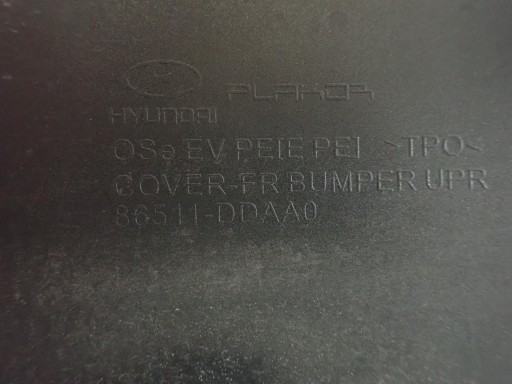 PLAKOR
HYUNDAI
OSe EV PE1E PE1 >TPO<
COVER-FR BUMPER UPR
86511-DDAA0